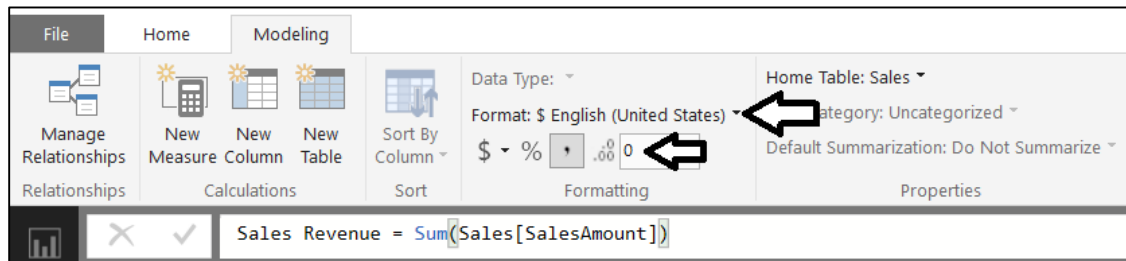 File Home Modeling
Data Type:
Home Table: Sales
Format: $ English (United States)
ategory: Uncategorized
Manage Relationships
New Measure
New Column
New Table
Sort By Column
$ % , .00 .0 0
Default Summarization: Do Not Summarize
Relationships Calculations Sort Formatting Properties
Sales Revenue = Sum(Sales[SalesAmount])